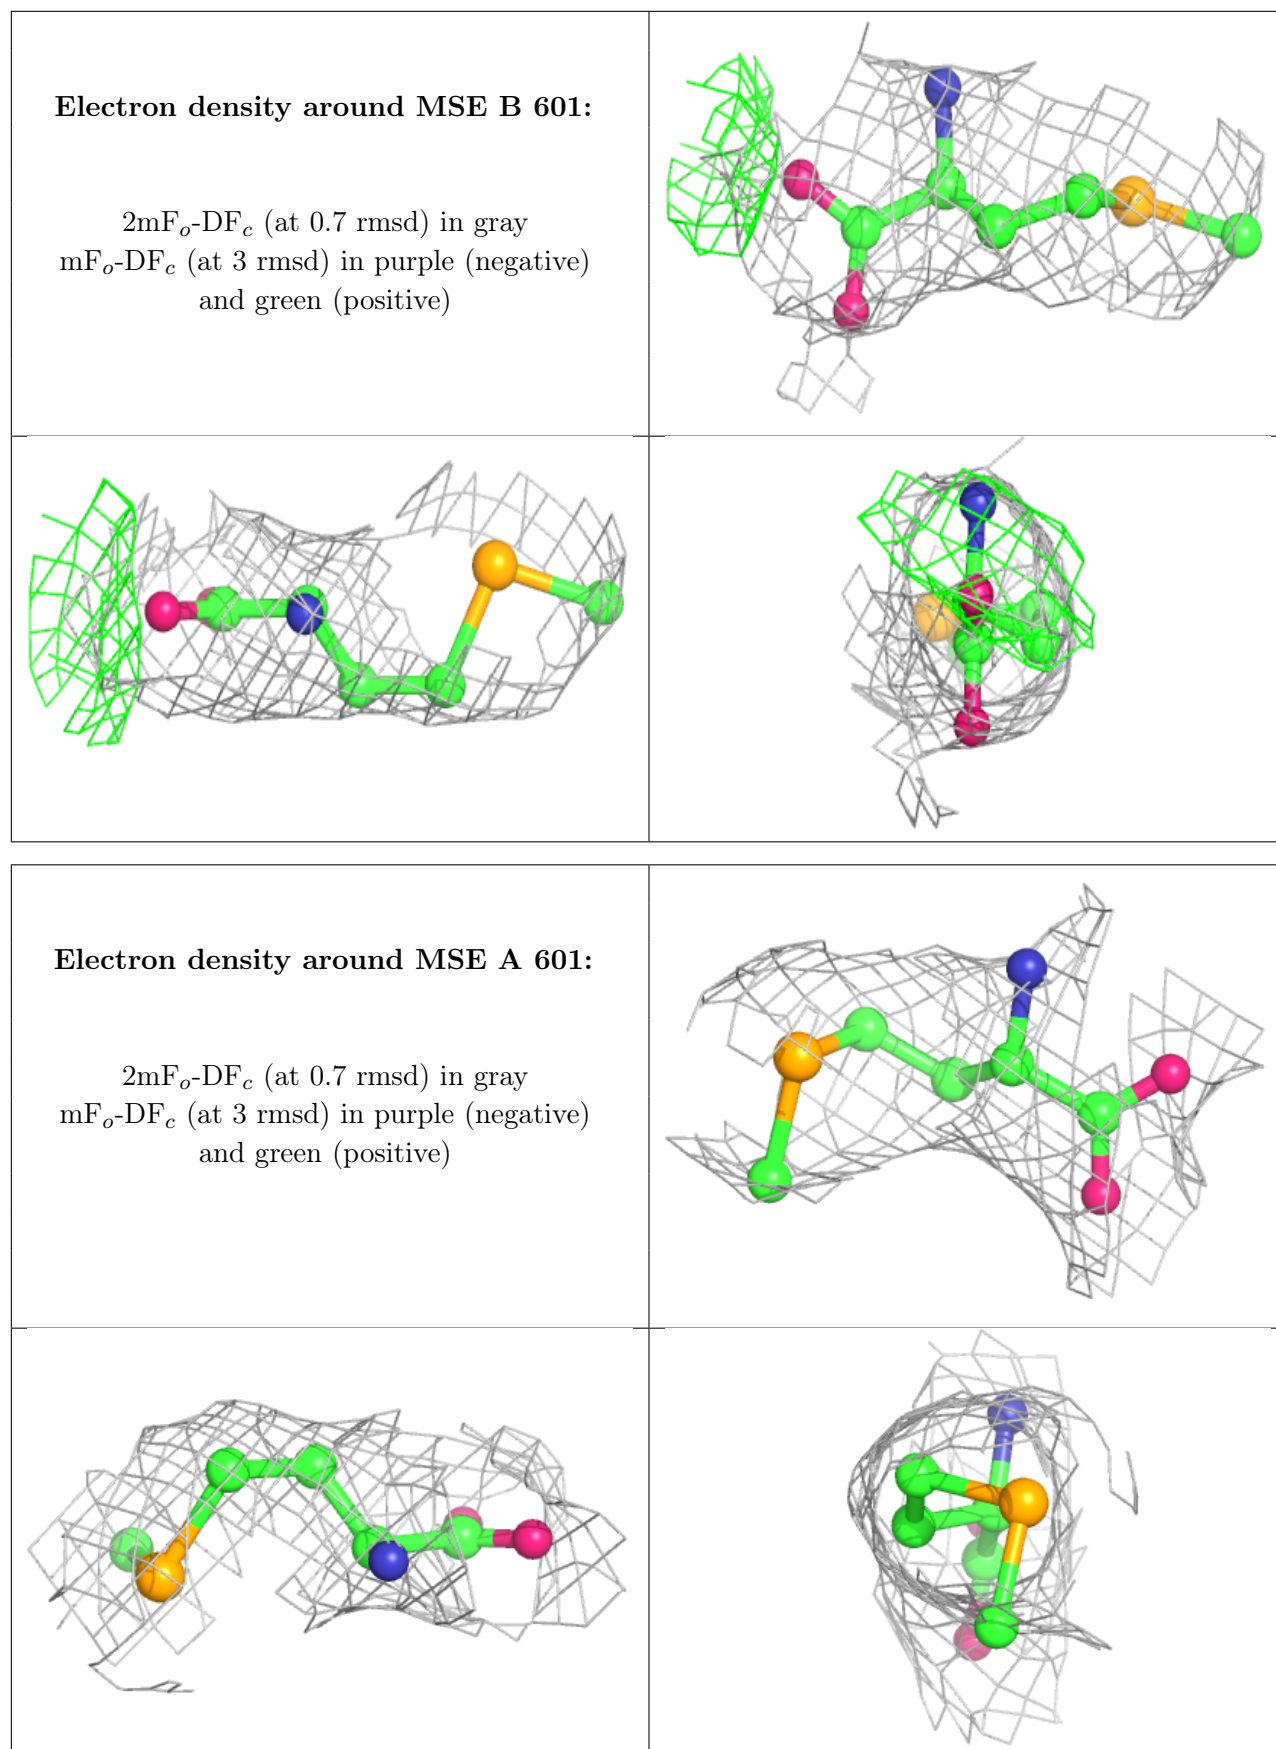 Electron density around MSE B 601:
2mFo-DFc (at 0.7 rmsd) in gray
mFo-DFc (at 3 rmsd) in purple (negative)
and green (positive)
Electron density around MSE A 601:
2mFo-DFc (at 0.7 rmsd) in gray
mFo-DFc (at 3 rmsd) in purple (negative)
and green (positive)